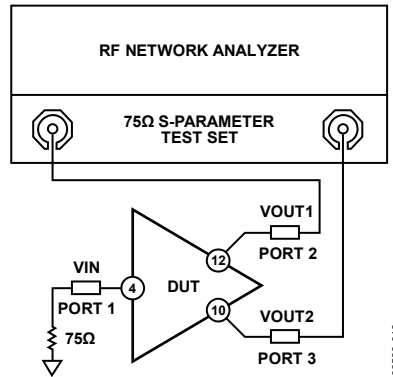 RF NETWORK ANALYZER
75Ω S-PARAMETER
TEST SET
VOUT1
12
PORT 2
VIN
4
DUT
PORT 1
10
VOUT2
75Ω
PORT 3